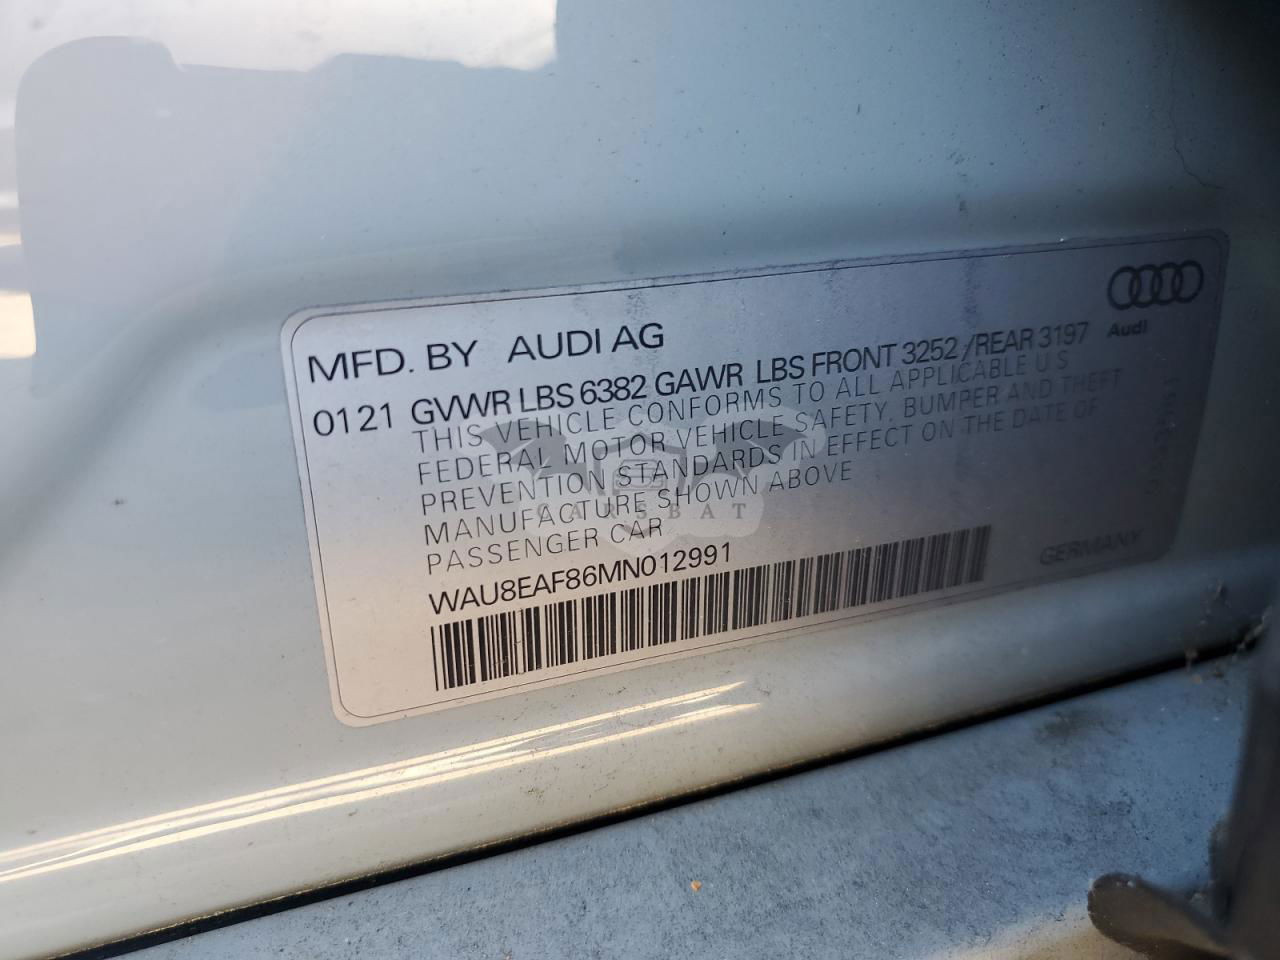 Audi
MFD. BY AUDI AG
0121 GVWR LBS 6382 GAWR LBS FRONT 3252 /REAR 3197
THIS VEHICLE CONFORMS TO ALL APPLICABLE U S
FEDERAL MOTOR VEHICLE SAFETY, BUMPER AND THEFT
PREVENTION STANDARDS IN EFFECT ON THE DATE OF
MANUFACTURE SHOWN ABOVE
PASSENGER CAR
WAU8EAF86MN012991
GERMANY
CARSBAT